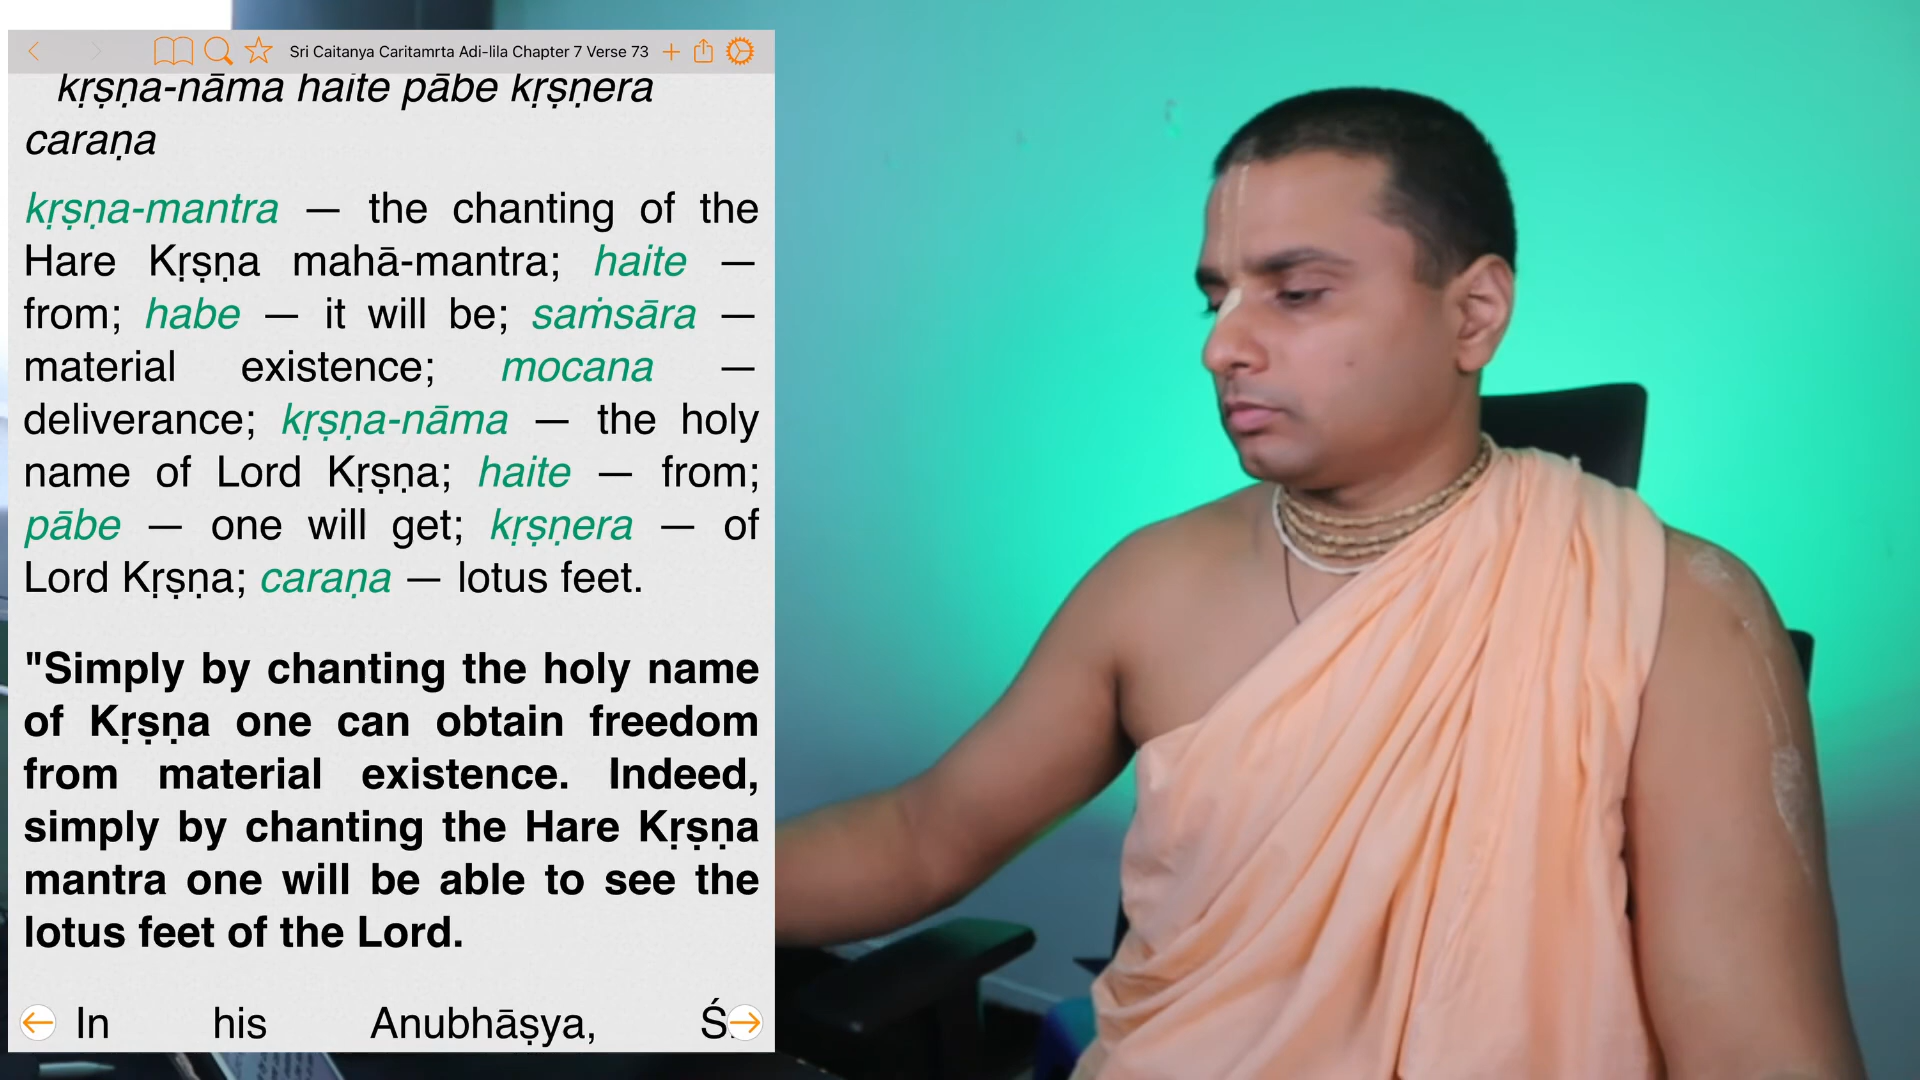 Sri Caitanya Caritamrta Adi-lila Chapter 7 Verse 73
kṛṣṇa-nāma haite pābe kṛṣṇera
caraṇa
kṛṣṇa-mantra — the chanting of the
Hare Kṛṣṇa mahā-mantra; haite —
from; habe — it will be; saṁsāra —
material existence; mocana —
deliverance; kṛṣṇa-nāma — the holy
name of Lord Kṛṣṇa; haite — from;
pābe — one will get; kṛṣṇera — of
Lord Kṛṣṇa; caraṇa — lotus feet.
"Simply by chanting the holy name
of Kṛṣṇa one can obtain freedom
from material existence. Indeed,
simply by chanting the Hare Kṛṣṇa
mantra one will be able to see the
lotus feet of the Lord.
In his Anubhāṣya,